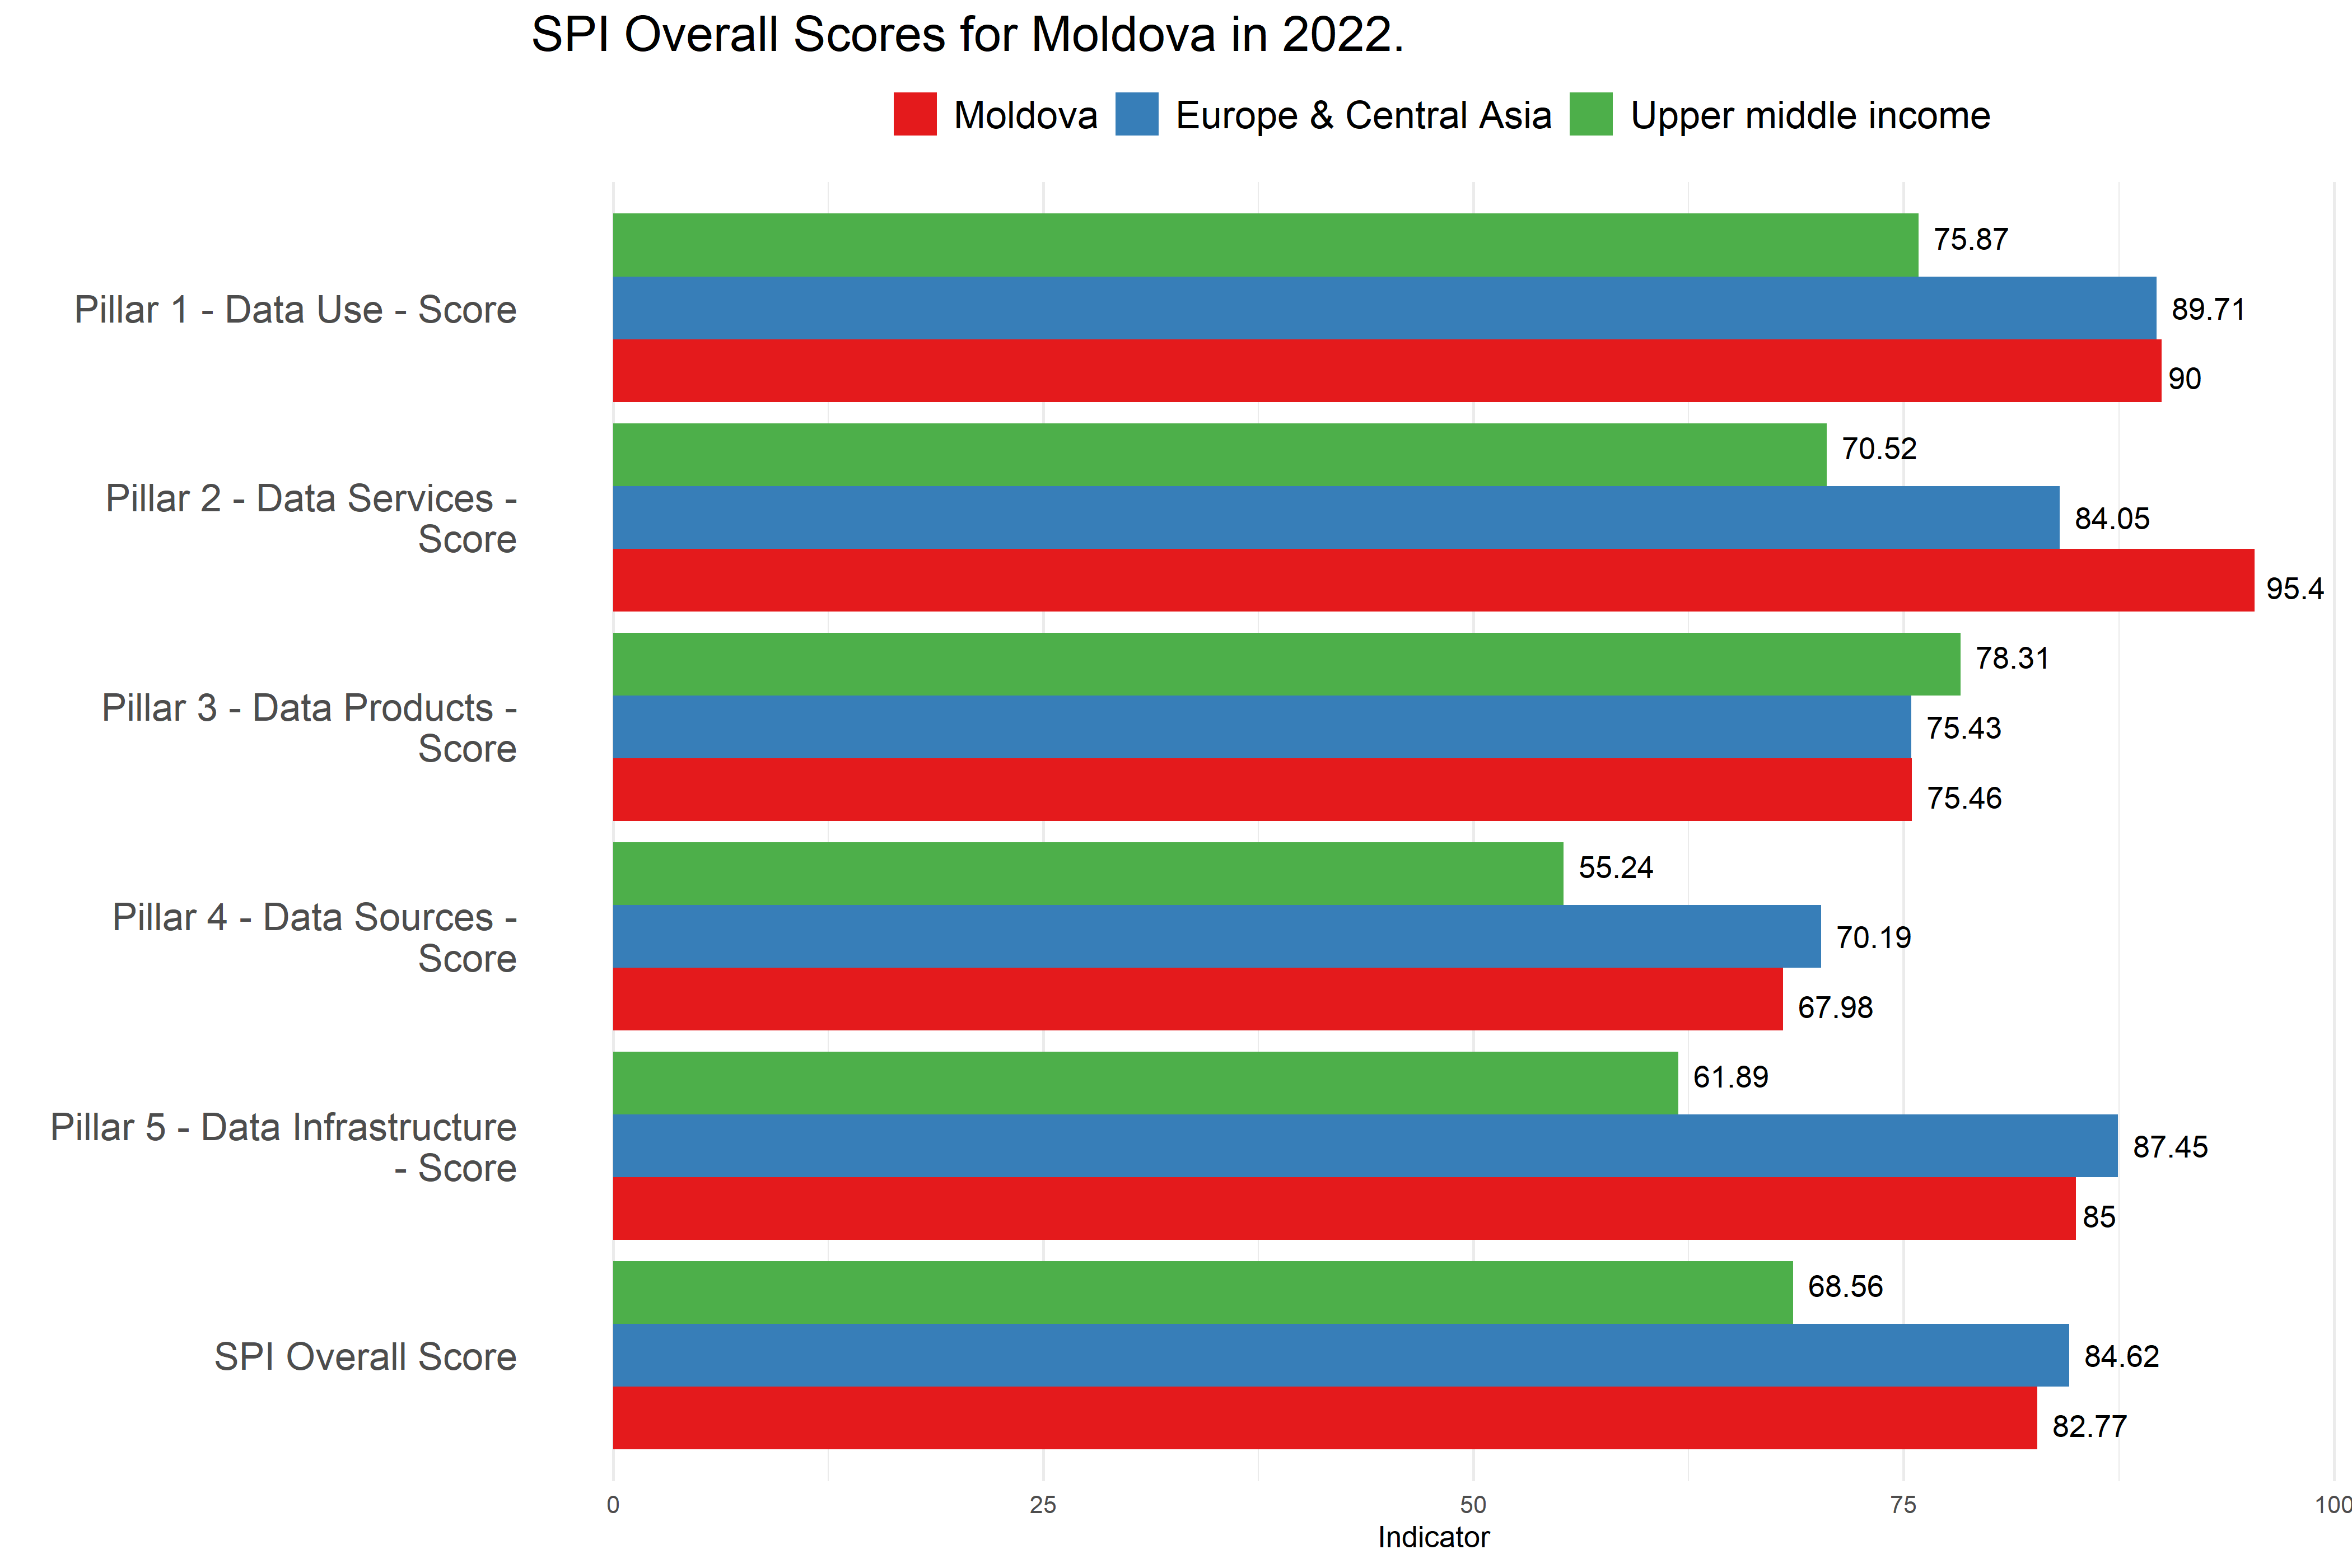 SPI Overall Scores for Moldova in 2022.
Moldova Europe & Central Asia Upper middle income
Pillar 1 - Data Use - Score
75.87
89.71
90
Pillar 2 - Data Services -
Score
70.52
84.05
95.4
Pillar 3 - Data Products -
Score
78.31
75.43
75.46
Pillar 4 - Data Sources -
Score
55.24
70.19
67.98
Pillar 5 - Data Infrastructure
- Score
61.89
87.45
85
SPI Overall Score
68.56
84.62
82.77
0 25 50 75 100
Indicator